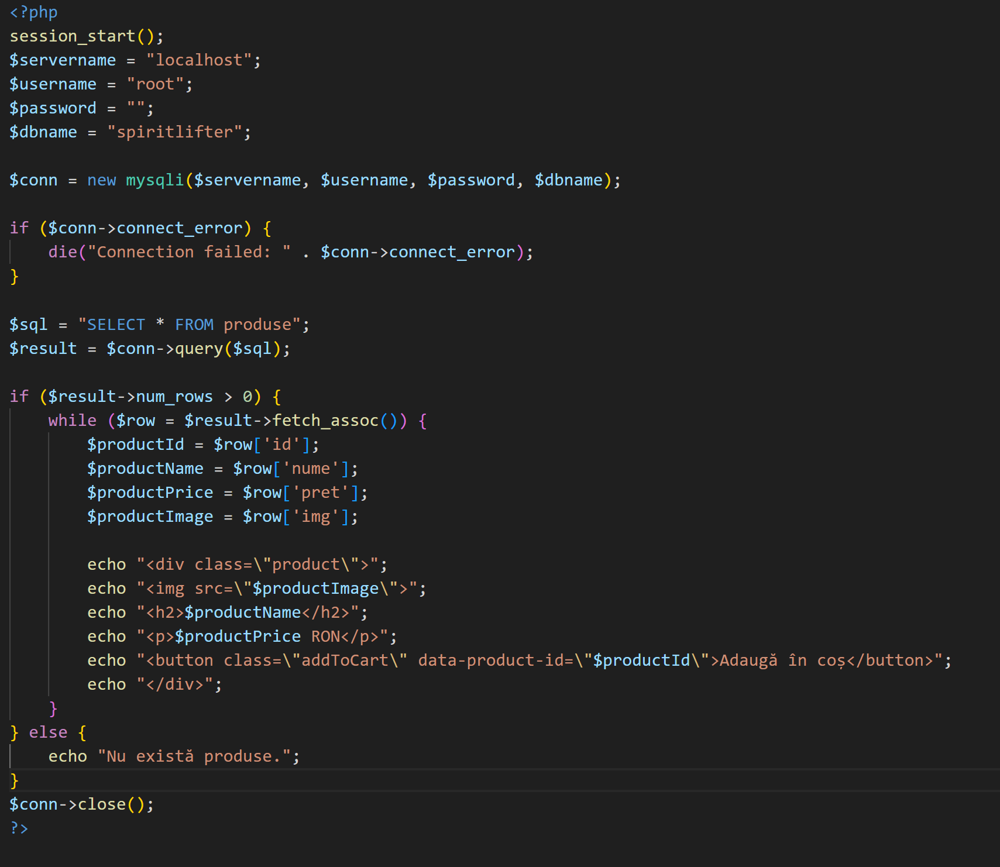 <?php
session_start();
$servername = "localhost";
$username = "root";
$password = "";
$dbname = "spiritlifter";

$conn = new mysqli($servername, $username, $password, $dbname);

if ($conn->connect_error) {
    die("Connection failed: " . $conn->connect_error);
}

$sql = "SELECT * FROM produse";
$result = $conn->query($sql);

if ($result->num_rows > 0) {
    while ($row = $result->fetch_assoc()) {
        $productId = $row['id'];
        $productName = $row['nume'];
        $productPrice = $row['pret'];
        $productImage = $row['img'];

        echo "<div class=\"product\">";
        echo "<img src=\"$productImage\">";
        echo "<h2>$productName</h2>";
        echo "<p>$productPrice RON</p>";
        echo "<button class=\"addToCart\" data-product-id=\"$productId\">Adaugă în coș</button>";
        echo "</div>";
    }
} else {
    echo "Nu există produse.";
}
$conn->close();
?>